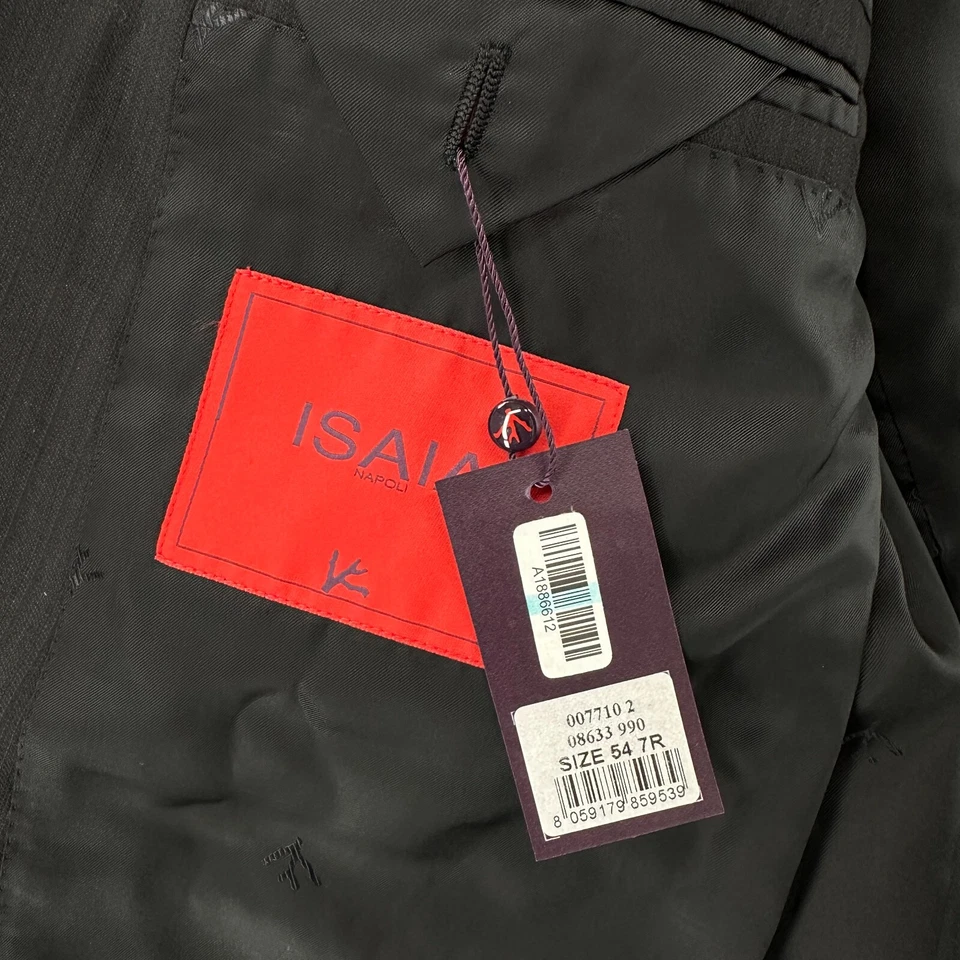 ISAIA
NAPOLI
A1886612
007710 2
08633 990
SIZE 54 7R
8 059179 859539